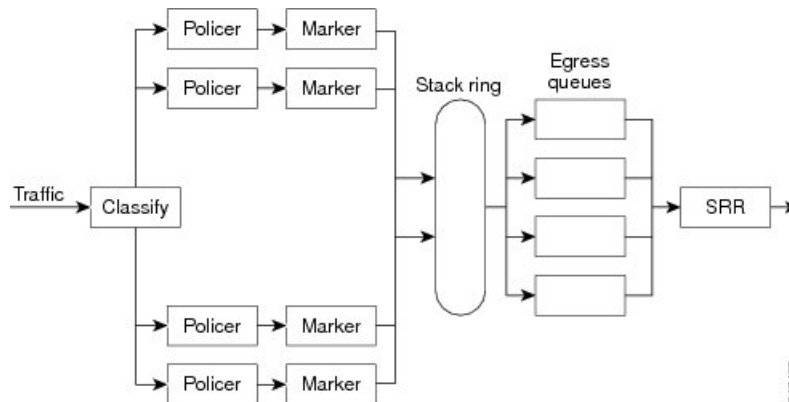 Policer
Marker
Egress
queues
Policer
Marker
Stack ring
Traffic
Classify
SRR
Policer
Marker
Policer
Marker